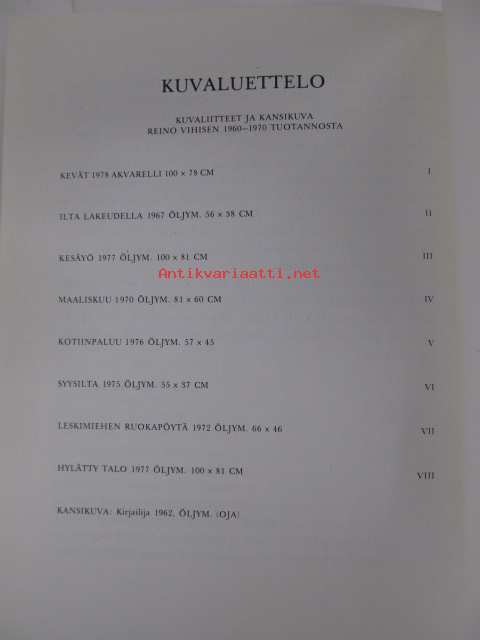 KUVALUETTELO
KUVALIITTEET JA KANSIKUVA
REINO VIHISEN 1960–1970 TUOTANNOSTA
KEVÄT 1978 AKVARELLI 100 x 78 CM I
ILTA LAKEUDELLA 1967 ÖLJYM. 56 x 38 CM II
KESÄYÖ 1977 ÖLJYM. 100 x 81 CM III
Antikvariaatti.net
MAALISKUU 1970 ÖLJYM. 81 x 60 CM IV
KOTIINPALUU 1976 ÖLJYM. 57 x 45 V
SYYSILTA 1975 ÖLJYM. 55 x 37 CM VI
LESKIMIEHEN RUOKAPÖYTÄ 1972 ÖLJYM. 66 x 46 VII
HYLÄTTY TALO 1977 ÖLJYM. 100 x 81 CM VIII
KANSIKUVA: Kirjailija 1962, ÖLJYM. (OJA)